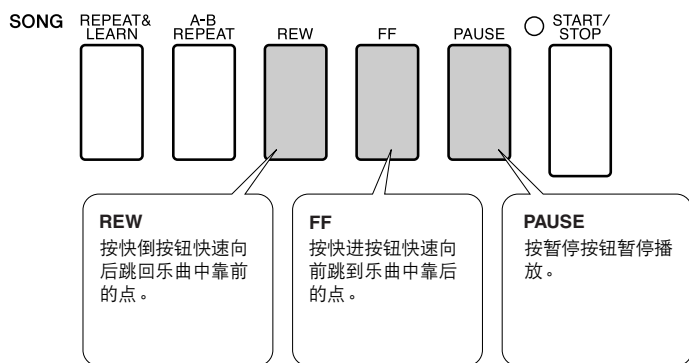 SONG
REPEAT&
LEARN
A-B
REPEAT
REW
FF
PAUSE
START/
STOP
REW
按快倒按钮快速向
后跳回乐曲中靠前
的点。
FF
按快进按钮快速向
前跳到乐曲中靠后
的点。
PAUSE
按暂停按钮暂停播
放。